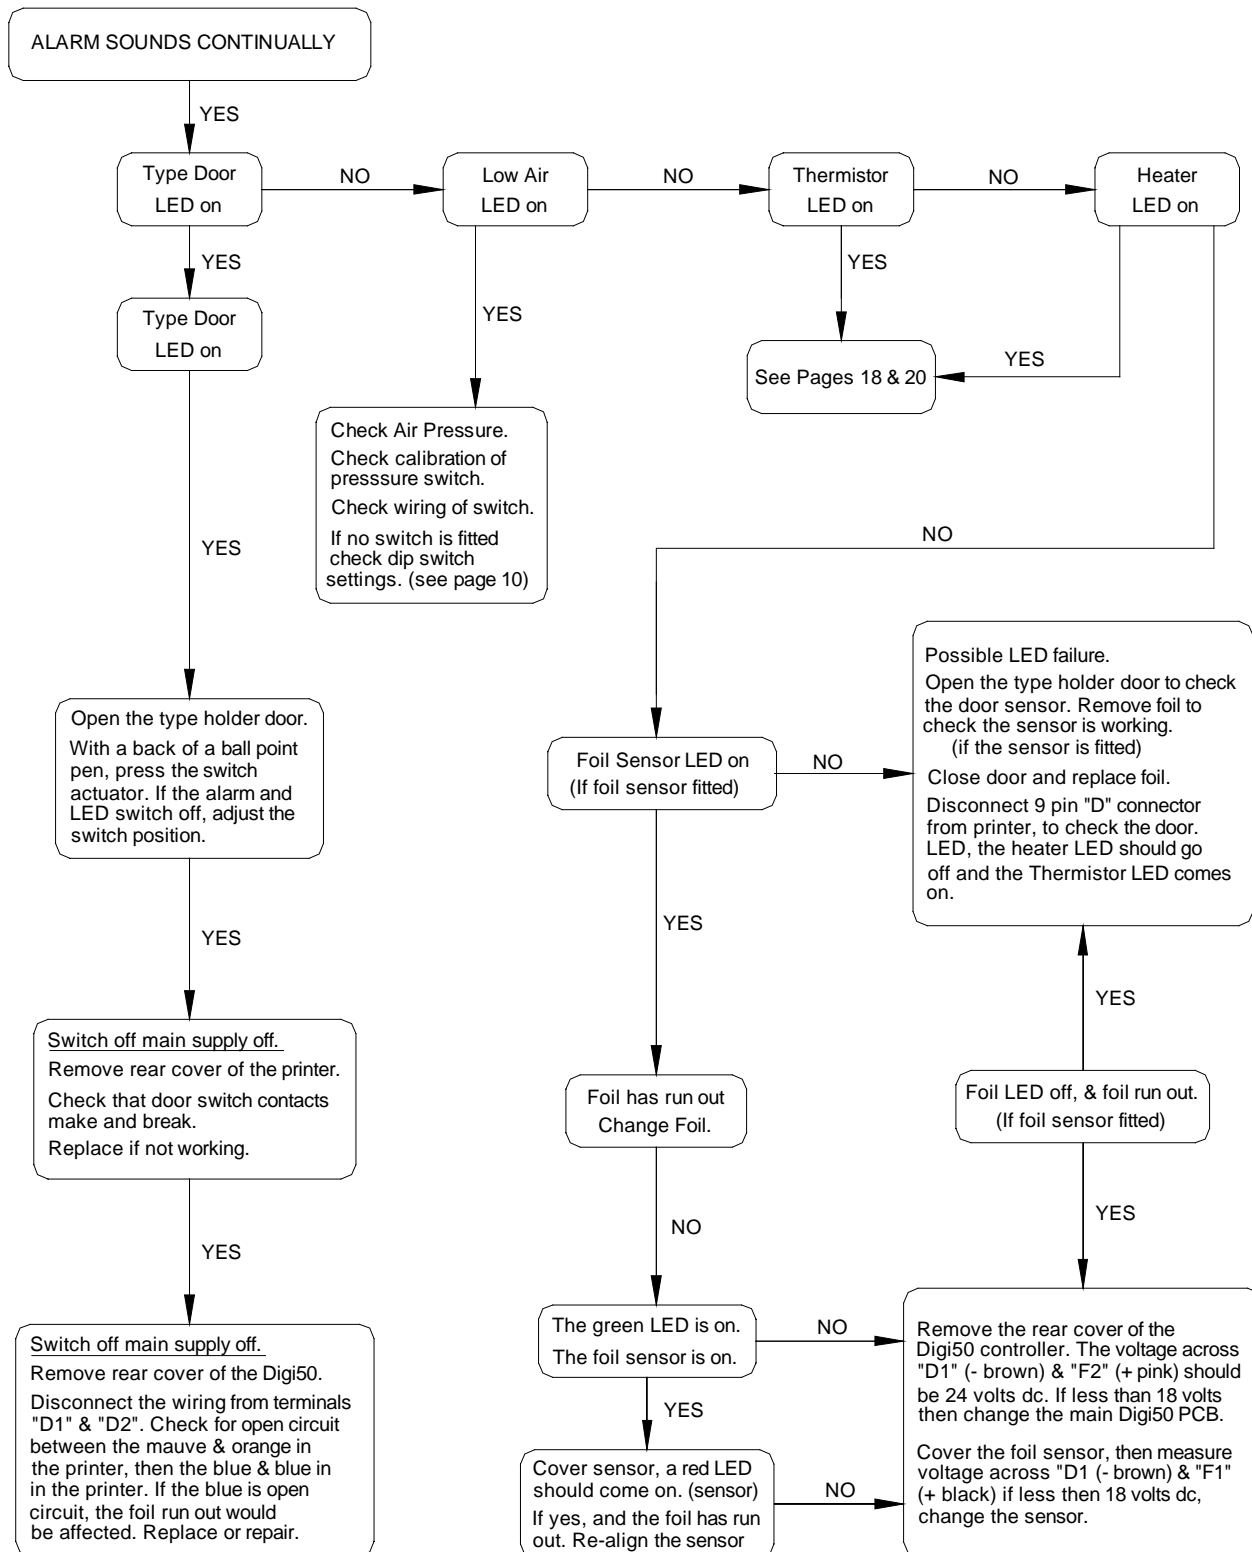 ALARM SOUNDS CONTINUALLY
YES
Type Door
LED on
NO
Low Air
LED on
NO
Thermistor
LED on
NO
Heater
LED on
YES
Type Door
LED on
YES
YES
See Pages 18 & 20
YES
Check Air Pressure.
Check calibration of
presssure switch.
Check wiring of switch.
If no switch is fitted
check dip switch
settings. (see page 10)
YES
NO
Open the type holder door.
With a back of a ball point
pen, press the switch
actuator. If the alarm and
LED switch off, adjust the
switch position.
Foil Sensor LED on
(If foil sensor fitted)
NO
Possible LED failure.
Open the type holder door to check
the door sensor. Remove foil to
check the sensor is working.
(if the sensor is fitted)
Close door and replace foil.
Disconnect 9 pin "D" connector
from printer, to check the door.
LED, the heater LED should go
off and the Thermistor LED comes
on.
YES
YES
YES
Switch off main supply off.
Remove rear cover of the printer.
Check that door switch contacts
make and break.
Replace if not working.
Foil has run out
Change Foil.
Foil LED off, & foil run out.
(If foil sensor fitted)
YES
NO
YES
Switch off main supply off.
Remove rear cover of the Digi50.
Disconnect the wiring from terminals
"D1" & "D2". Check for open circuit
between the mauve & orange in
the printer, then the blue & blue in
in the printer. If the blue is open
circuit, the foil run out would
be affected. Replace or repair.
The green LED is on.
The foil sensor is on.
NO
YES
Cover sensor, a red LED
should come on. (sensor)
If yes, and the foil has run
out. Re-align the sensor
NO
Remove the rear cover of the
Digi50 controller. The voltage across
"D1" (- brown) & "F2" (+ pink) should
be 24 volts dc. If less than 18 volts
then change the main Digi50 PCB.
Cover the foil sensor, then measure
voltage across "D1 (- brown) & "F1"
(+ black) if less then 18 volts dc,
change the sensor.